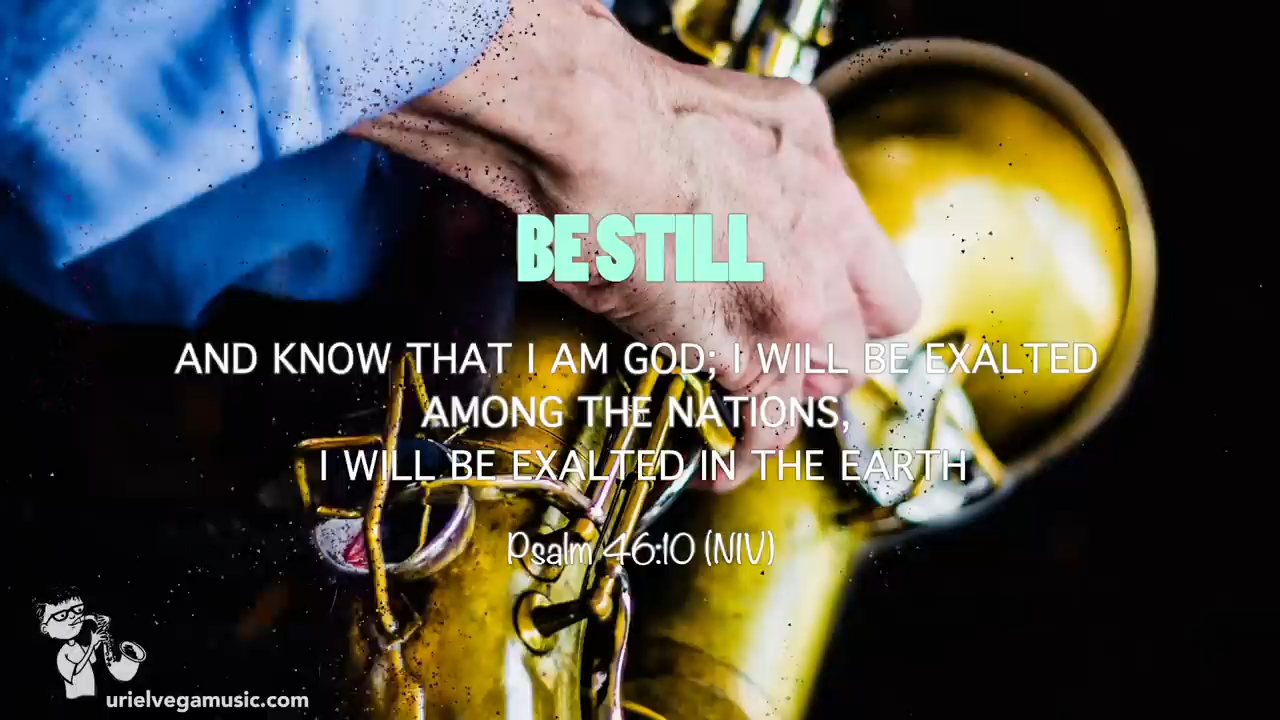 BE STILL
AND KNOW THAT I AM GOD; I WILL BE EXALTED
AMONG THE NATIONS,
I WILL BE EXALTED IN THE EARTH
Psalm 46:10 (NIV)
urielvegamusic.com